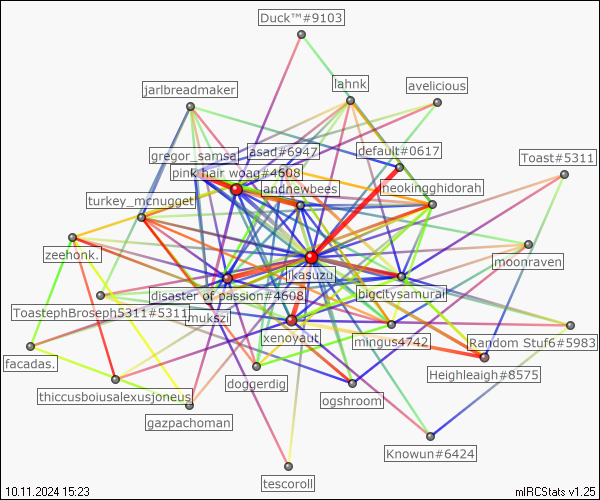 Duck™#9103
lahnk
avelicious
jarlbreadmaker
asad#6947
default#0617
gregor_samsa
Toast#5311
pink hair woag#4608
andnewbees
neokingghidorah
turkey_mcnugget
zeehonk.
moonraven
jkasuzu
disaster of passion#4608
bigcitysamurai
ToastephBroseph5311#5311
mukszi
xenoyaut
mingus4742
Random Stuf6#5983
facadas.
Heighleaigh#8575
doggerdig
thiccusboiusalexusjoneus
ogshroom
gazpachoman
Knowun#6424
tescoroll
10.11.2024 15:23
mIRCStats v1.25